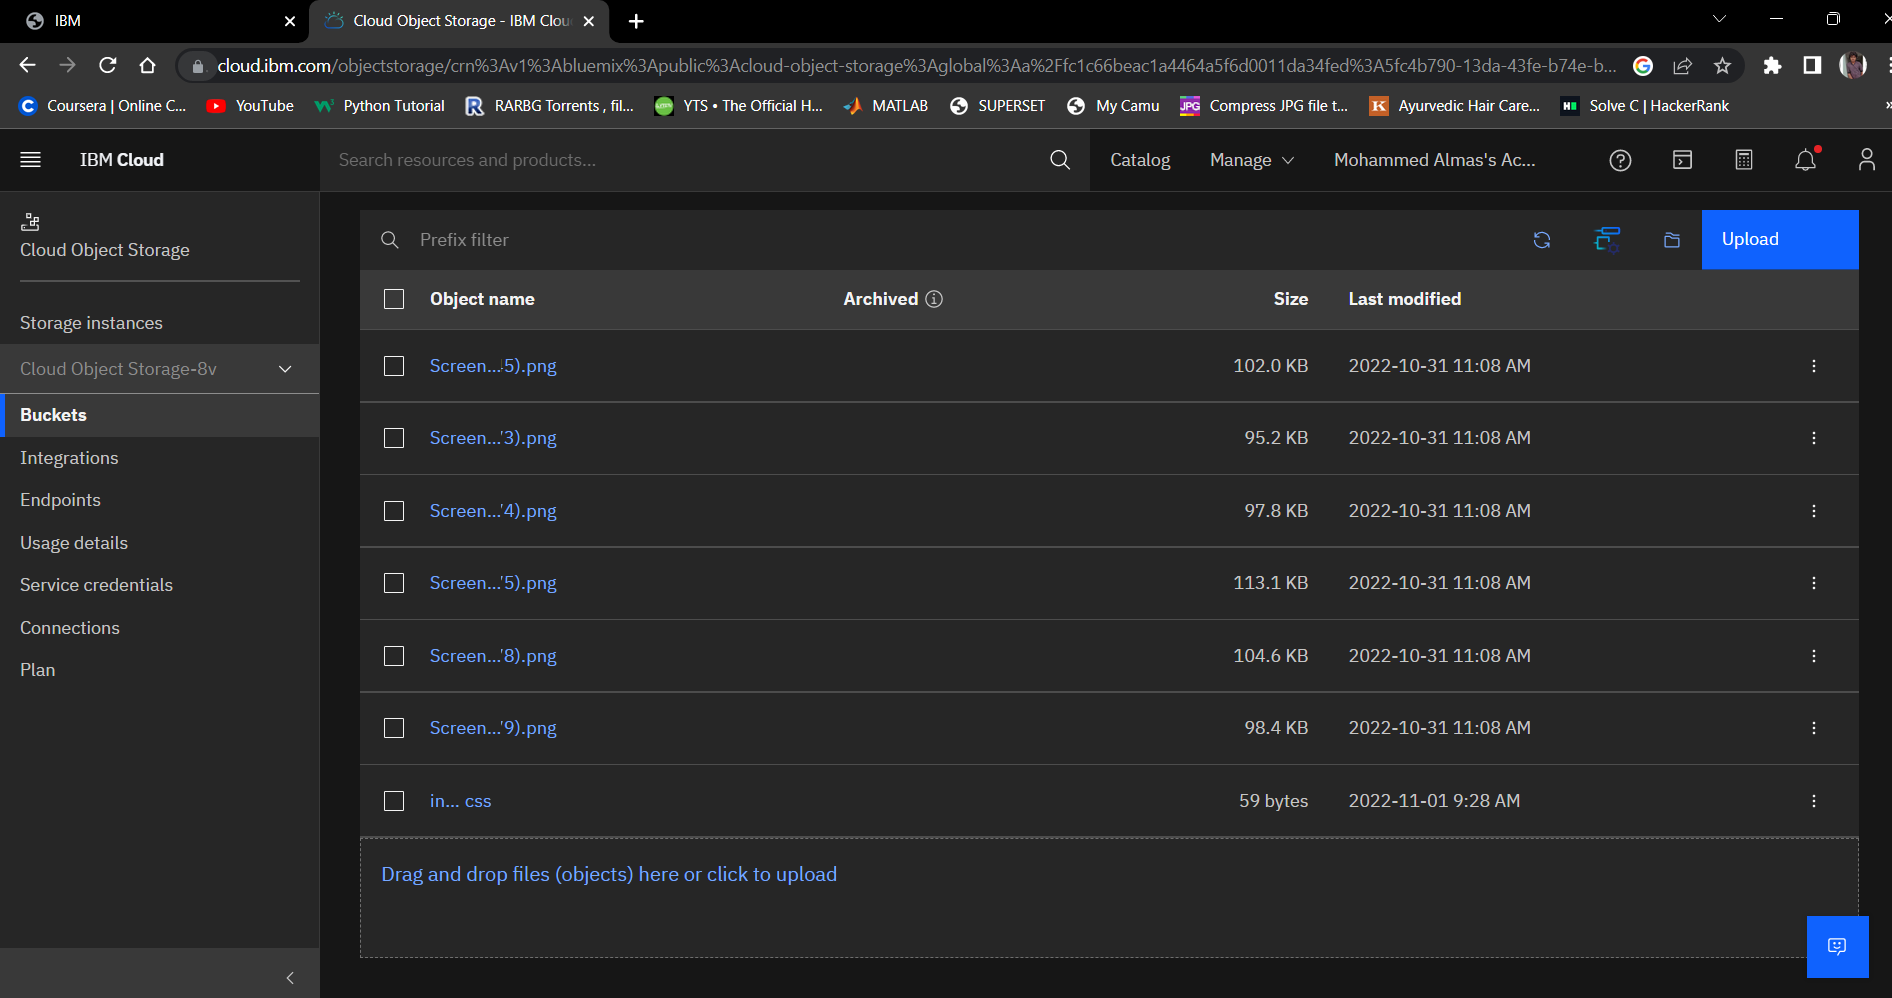 IBM
Cloud Object Storage - IBM Clou
cloud.ibm.com/objectstorage/crn%3Av1%3Abluemix%3Apublic%3Acloud-object-storage%3Aglobal%3Aa%2Ffc1c66beac1a4464a5f6d0011da34fed%3A5fc4b790-13da-43fe-b74e-b...
Coursera | Online C... YouTube Python Tutorial RARBG Torrents , fil... YTS • The Official H... MATLAB SUPERSET My Camu JPG Compress JPG file t... K Ayurvedic Hair Care... Solve C | HackerRank
IBM Cloud Search resources and products... Catalog Manage Mohammed Almas's Ac...
Cloud Object Storage
Storage instances
Cloud Object Storage-8v
Buckets
Integrations
Endpoints
Usage details
Service credentials
Connections
Plan
Prefix filter Upload
Object name Archived Size Last modified
Screen...5).png 102.0 KB 2022-10-31 11:08 AM
Screen...'3).png 95.2 KB 2022-10-31 11:08 AM
Screen...'4).png 97.8 KB 2022-10-31 11:08 AM
Screen...'5).png 113.1 KB 2022-10-31 11:08 AM
Screen...'8).png 104.6 KB 2022-10-31 11:08 AM
Screen...'9).png 98.4 KB 2022-10-31 11:08 AM
in... css 59 bytes 2022-11-01 9:28 AM
Drag and drop files (objects) here or click to upload